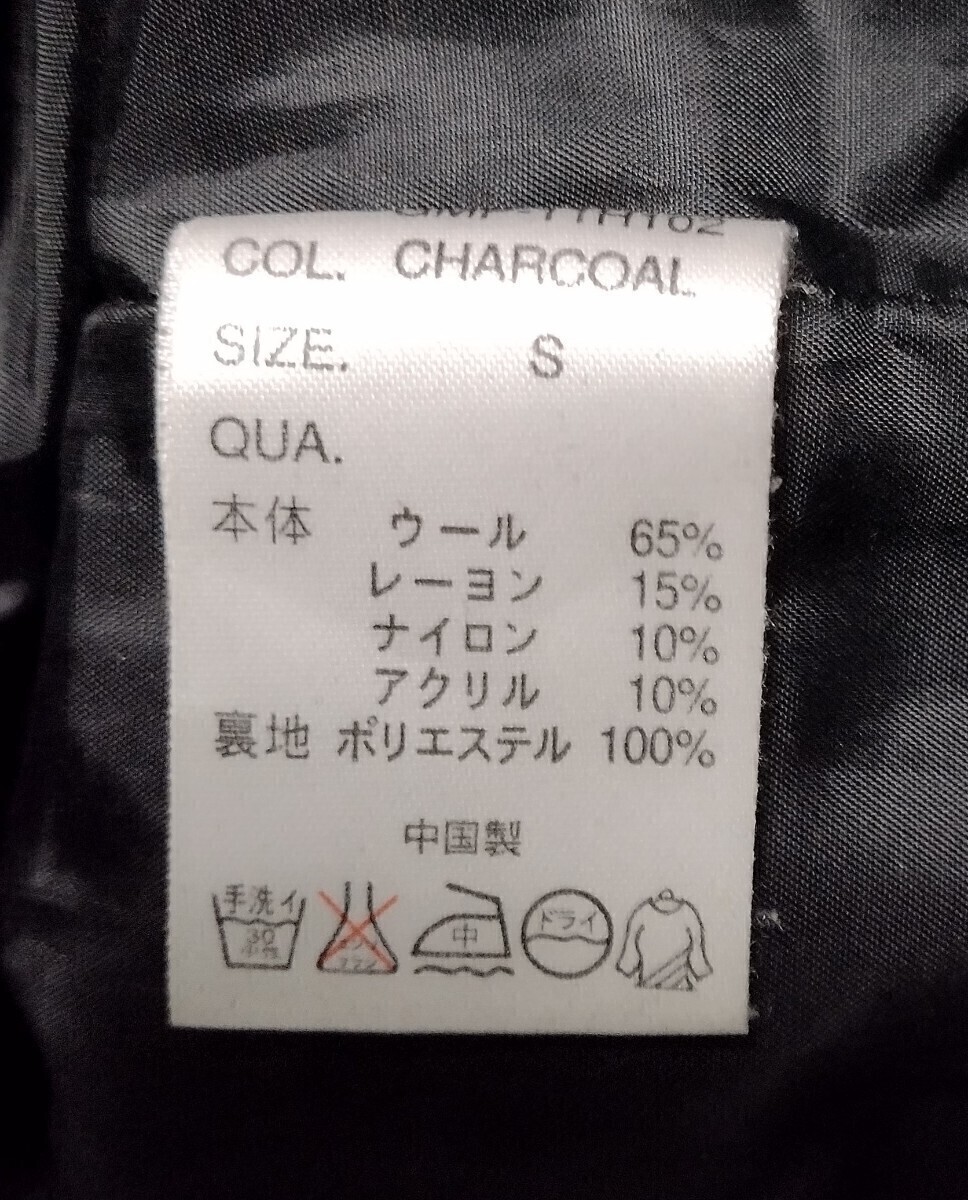 COL. CHARCOAL
SIZE. S
QUA.
本体 ウール 65%
レーヨン 15%
ナイロン 10%
アクリル 10%
裏地 ポリエステル 100%
中国製
手洗イ
30
中
ドライ